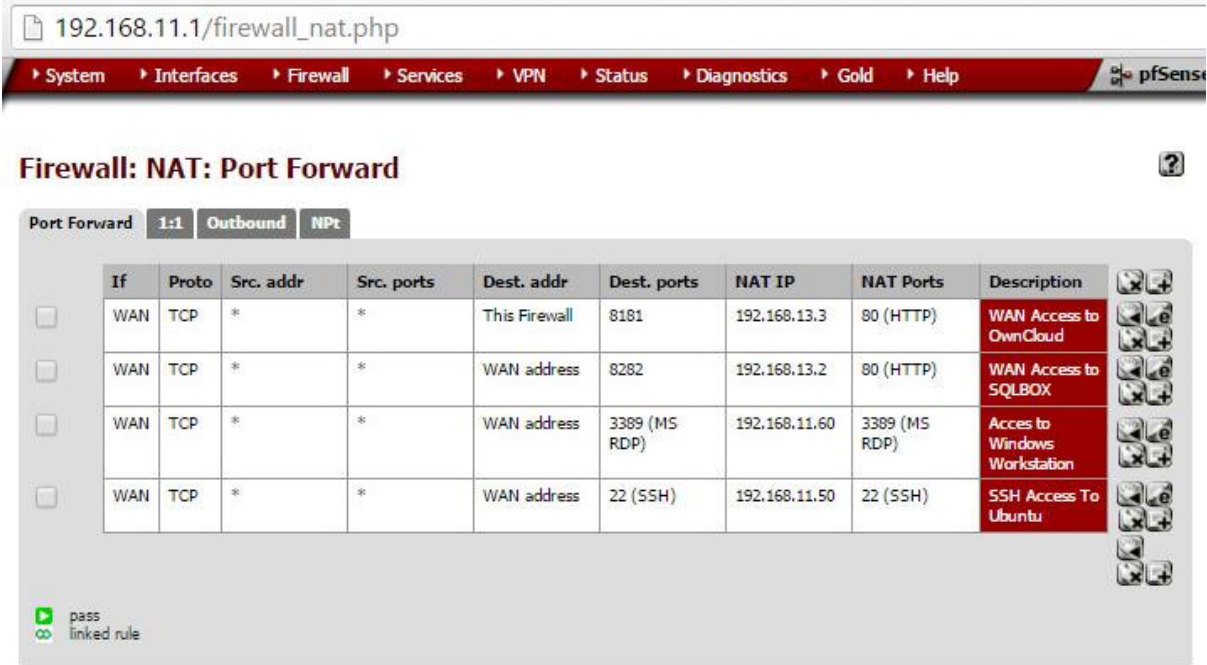 192.168.11.1/firewall_nat.php
System Interfaces Firewall Services VPN Status Diagnostics Gold Help pfSense
Firewall: NAT: Port Forward
Port Forward 1:1 Outbound NPt
If Proto Src. addr Src. ports Dest. addr Dest. ports NAT IP NAT Ports Description
WAN TCP * * This Firewall 8181 192.168.13.3 80 (HTTP) WAN Access to
OwnCloud
WAN TCP * * WAN address 8282 192.168.13.2 80 (HTTP) WAN Access to
SQLBOX
WAN TCP * * WAN address 3389 (MS 192.168.11.60 3389 (MS Acces to
RDP) RDP) Windows
Workstation
WAN TCP * * WAN address 22 (SSH) 192.168.11.50 22 (SSH) SSH Access To
Ubuntu
pass
linked rule